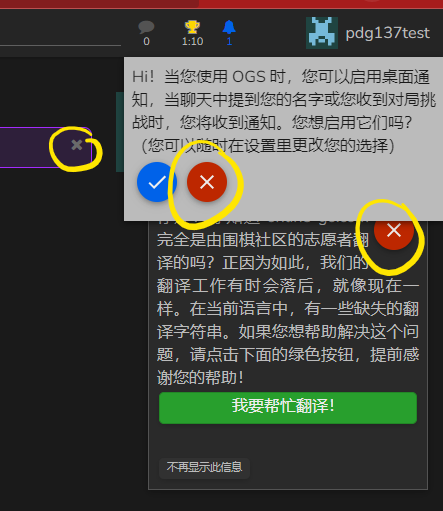 0 1:10 1 pdg137test
Hi! 当您使用 OGS 时，您可以启用桌面通
知，当聊天中提到您的名字或您收到对局挑
战时，您将收到通知。您想启用它们吗？
（您可以随时在设置里更改您的选择）
完全是由围棋社区的志愿者翻
译的吗？正因为如此，我们的
翻译工作有时会落后，就像现在一
样。在当前语言中，有一些缺失的翻
译字符串。如果您想帮助解决这个问
题，请点击下面的绿色按钮，提前感
谢您的帮助！
我要帮忙翻译！
不再显示此信息